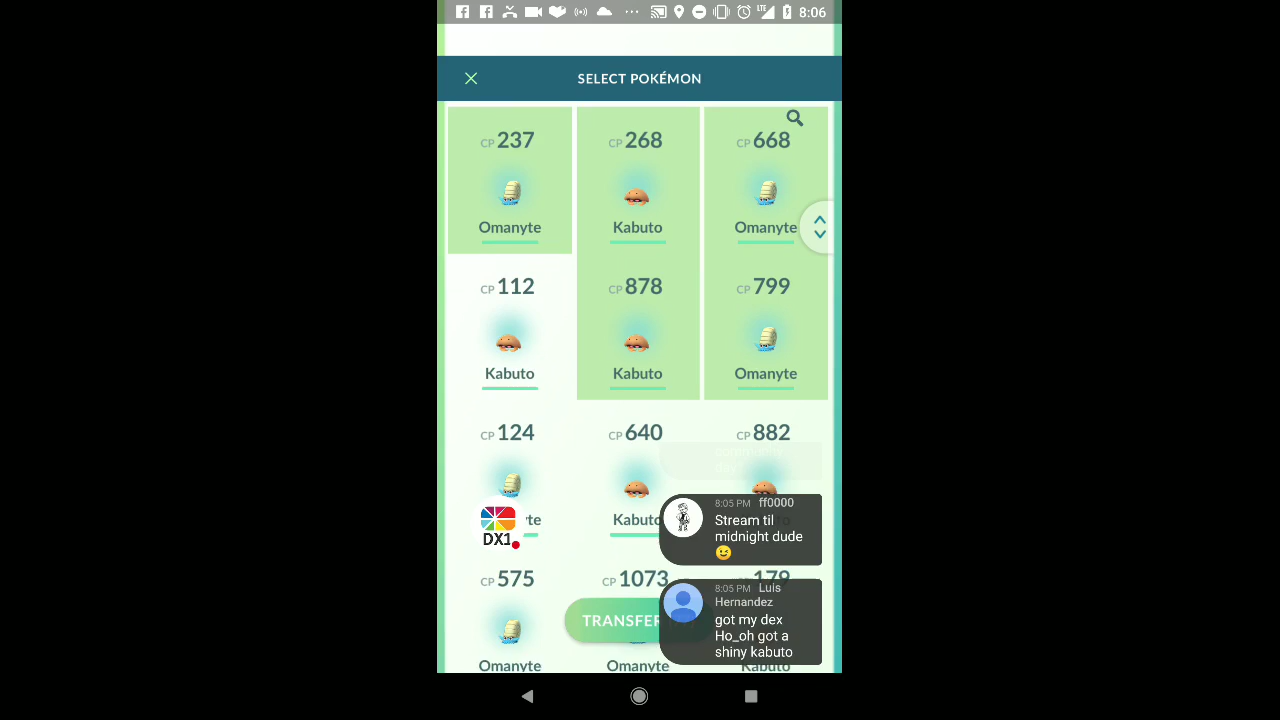 LTE 8:06
SELECT POKÉMON
CP 237 CP 268 CP 668
Omanyte Kabuto Omanyte
CP 112 CP 878 CP 799
Kabuto Kabuto Omanyte
CP 124 CP 640 CP 882
Kabuto
DX1
8:05 PM ff0000
Stream til
midnight dude
😉
CP 575 CP 1073 179
TRANSFER
8:05 PM Luis
Hernandez
got my dex
Ho_oh got a
shiny kabuto
Omanyte Omanyte Kabuto